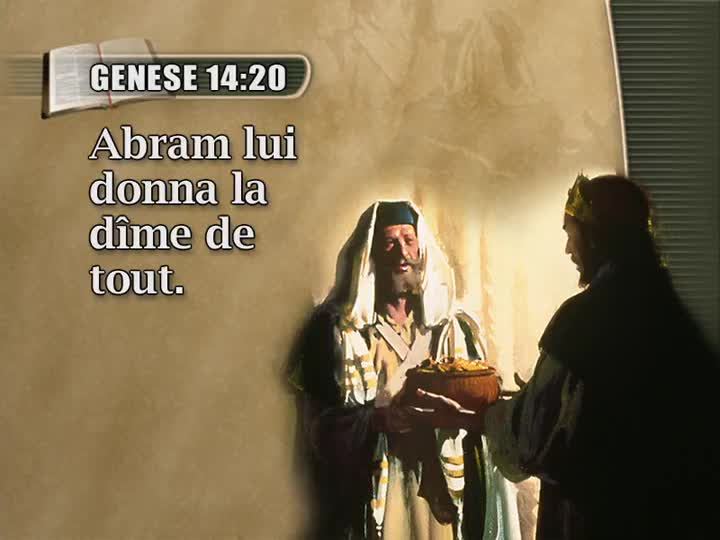 GENESE 14:20
Abram lui
donna la
dîme de
tout.